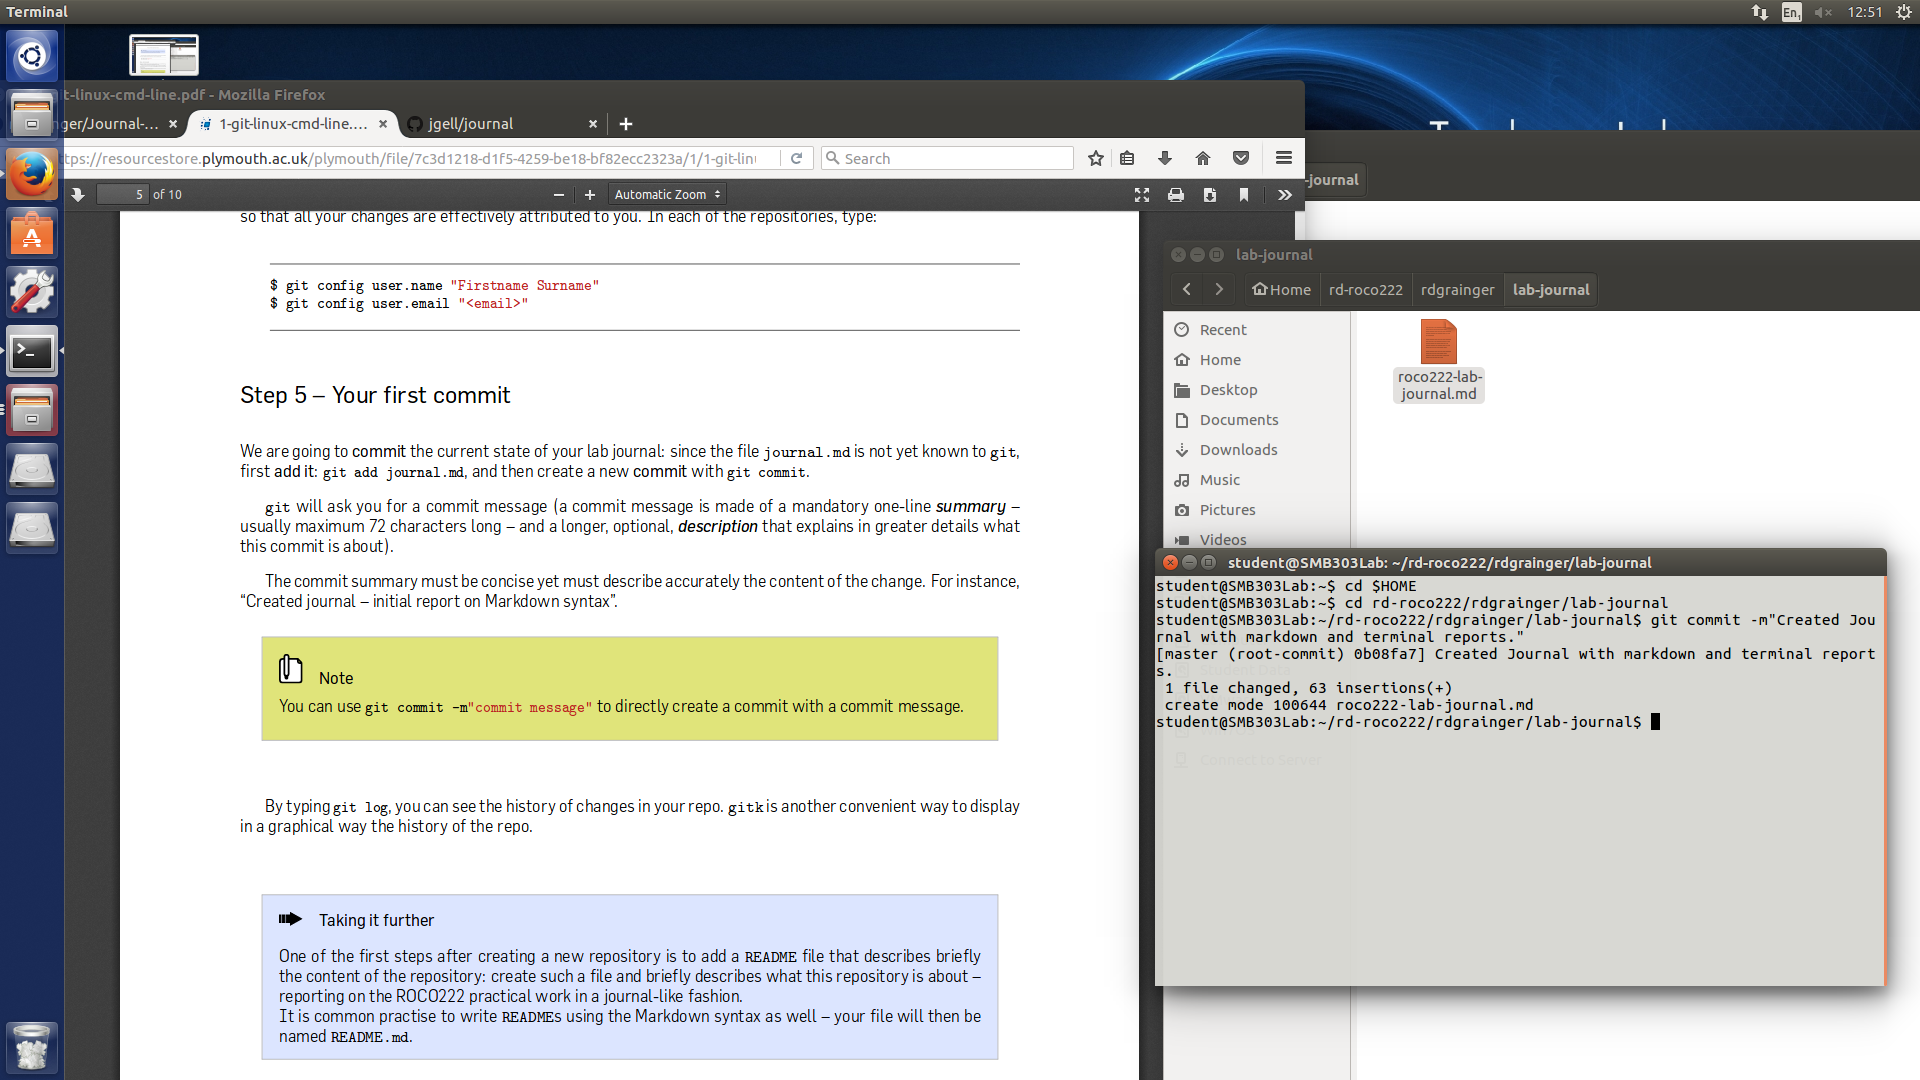 Terminal
En1
12:51
t-linux-cmd-line.pdf - Mozilla Firefox
nger/Journal-...
1-git-linux-cmd-line....
jgell/journal
ttps://resourcestore.plymouth.ac.uk/plymouth/file/7c3d1218-d1f5-4259-be18-bf82ecc2323a/1/1-git-lin
Search
5 of 10
Automatic Zoom
so that all your changes are effectively attributed to you. In each of the repositories, type:
$ git config user.name "Firstname Surname"
$ git config user.email "<email>"
Step 5 – Your first commit
We are going to commit the current state of your lab journal: since the file journal.md is not yet known to git,
first add it: git add journal.md, and then create a new commit with git commit.
git will ask you for a commit message (a commit message is made of a mandatory one-line summary –
usually maximum 72 characters long – and a longer, optional, description that explains in greater details what
this commit is about).
The commit summary must be concise yet must describe accurately the content of the change. For instance,
“Created journal – initial report on Markdown syntax”.
Note
You can use git commit -m"commit message" to directly create a commit with a commit message.
By typing git log, you can see the history of changes in your repo. gitk is another convenient way to display
in a graphical way the history of the repo.
Taking it further
One of the first steps after creating a new repository is to add a README file that describes briefly
the content of the repository: create such a file and briefly describes what this repository is about –
reporting on the ROCO222 practical work in a journal-like fashion.
It is common practise to write READMEs using the Markdown syntax as well – your file will then be
named README.md.
-journal
lab-journal
Home
rd-roco222
rdgrainger
lab-journal
Recent
Home
Desktop
Documents
Downloads
Music
Pictures
Videos
roco222-lab-
journal.md
student@SMB303Lab: ~/rd-roco222/rdgrainger/lab-journal
student@SMB303Lab:~$ cd $HOME
student@SMB303Lab:~$ cd rd-roco222/rdgrainger/lab-journal
student@SMB303Lab:~/rd-roco222/rdgrainger/lab-journal$ git commit -m"Created Jou
rnal with markdown and terminal reports."
[master (root-commit) 0b08fa7] Created Journal with markdown and terminal report
s.
1 file changed, 63 insertions(+)
create mode 100644 roco222-lab-journal.md
student@SMB303Lab:~/rd-roco222/rdgrainger/lab-journal$
Connect to Server